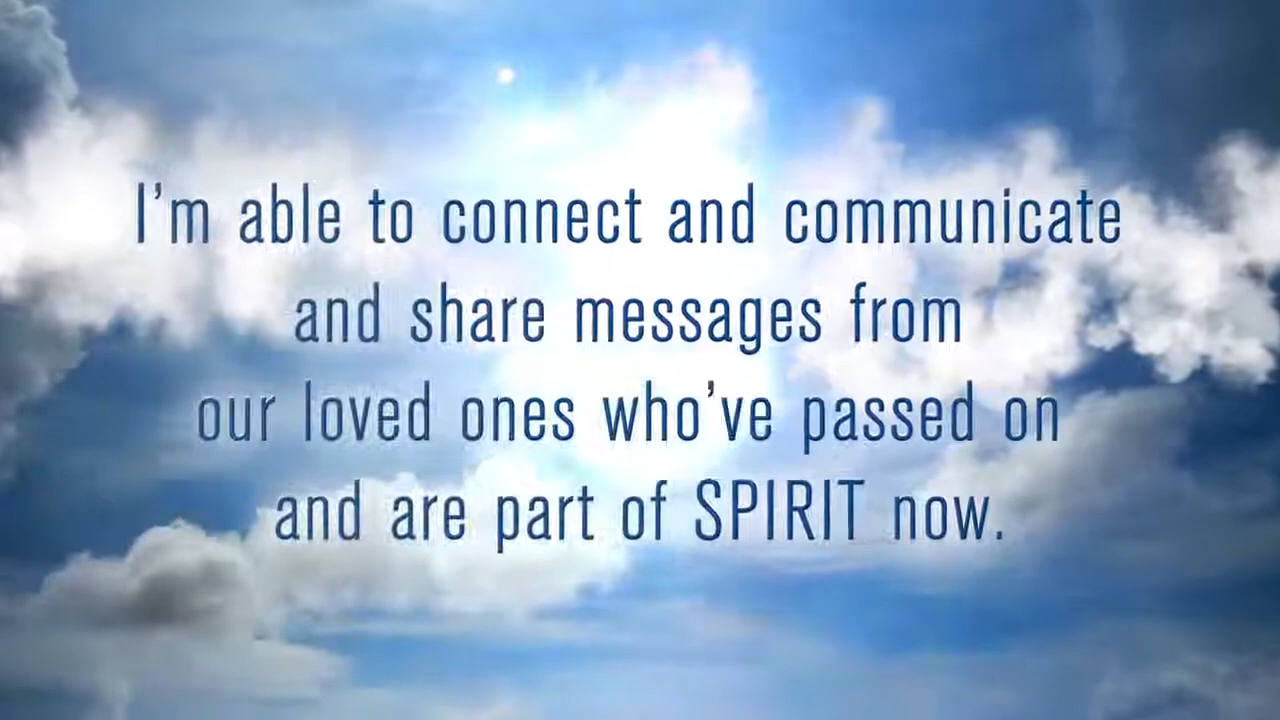 I'm able to connect and communicate
and share messages from
our loved ones who've passed on
and are part of SPIRIT now.